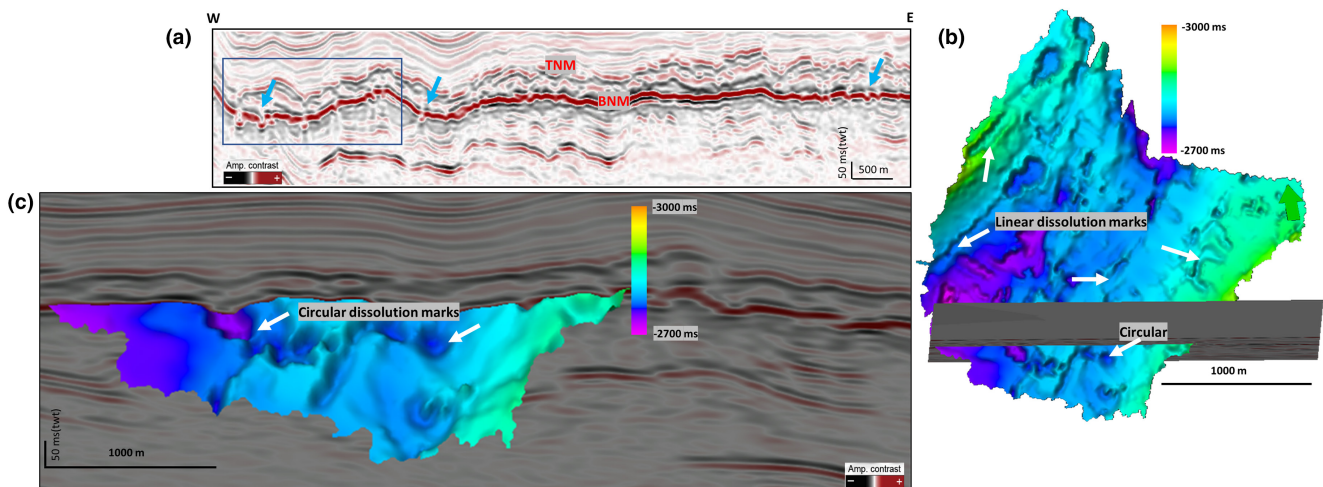 W
E
(a)
TNM
BNM
Amp. contrast
− +
50 ms(twt)
500 m
(b)
-3000 ms
-2700 ms
Linear dissolution marks
Circular
1000 m
(c)
-3000 ms
-2700 ms
Circular dissolution marks
50 ms(twt)
1000 m
Amp. contrast
− +